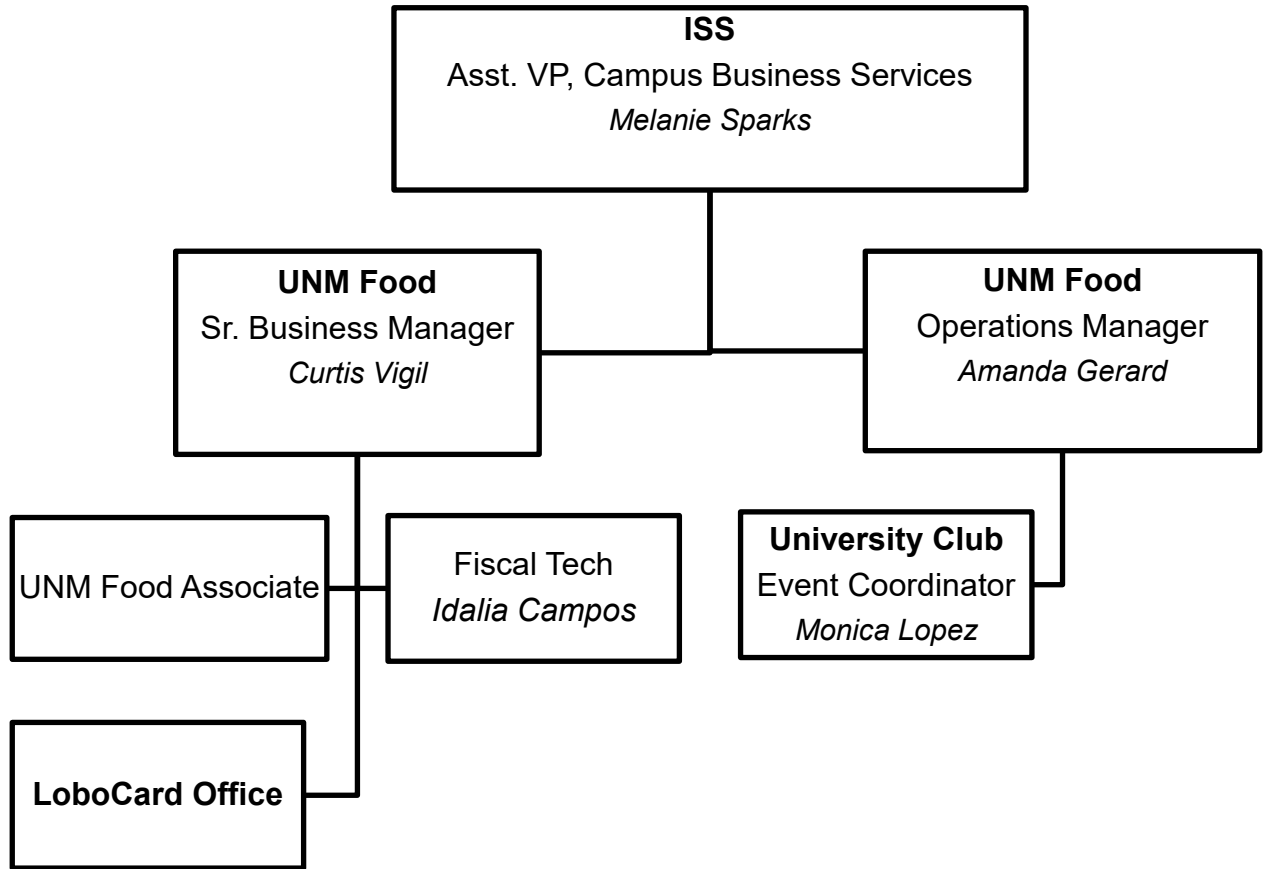 ISS
Asst. VP, Campus Business Services
Melanie Sparks
UNM Food
Sr. Business Manager
Curtis Vigil
UNM Food
Operations Manager
Amanda Gerard
UNM Food Associate
Fiscal Tech
Idalia Campos
University Club
Event Coordinator
Monica Lopez
LoboCard Office